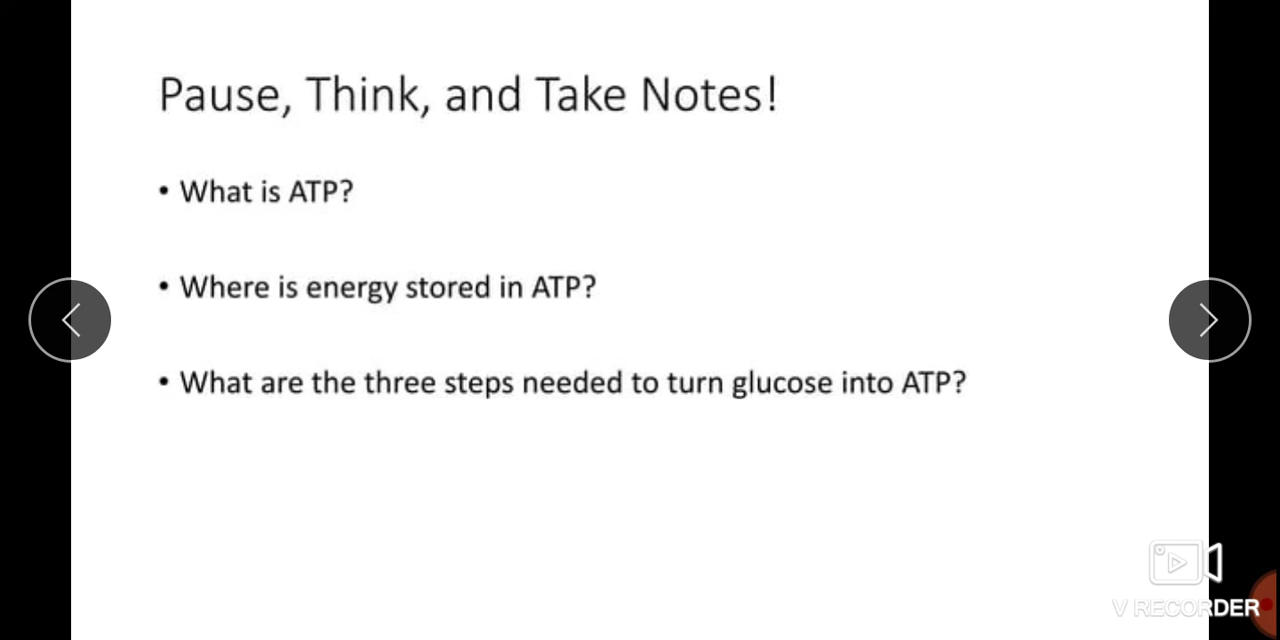 Pause, Think, and Take Notes!
• What is ATP?
• Where is energy stored in ATP?
• What are the three steps needed to turn glucose into ATP?
V RECORDER